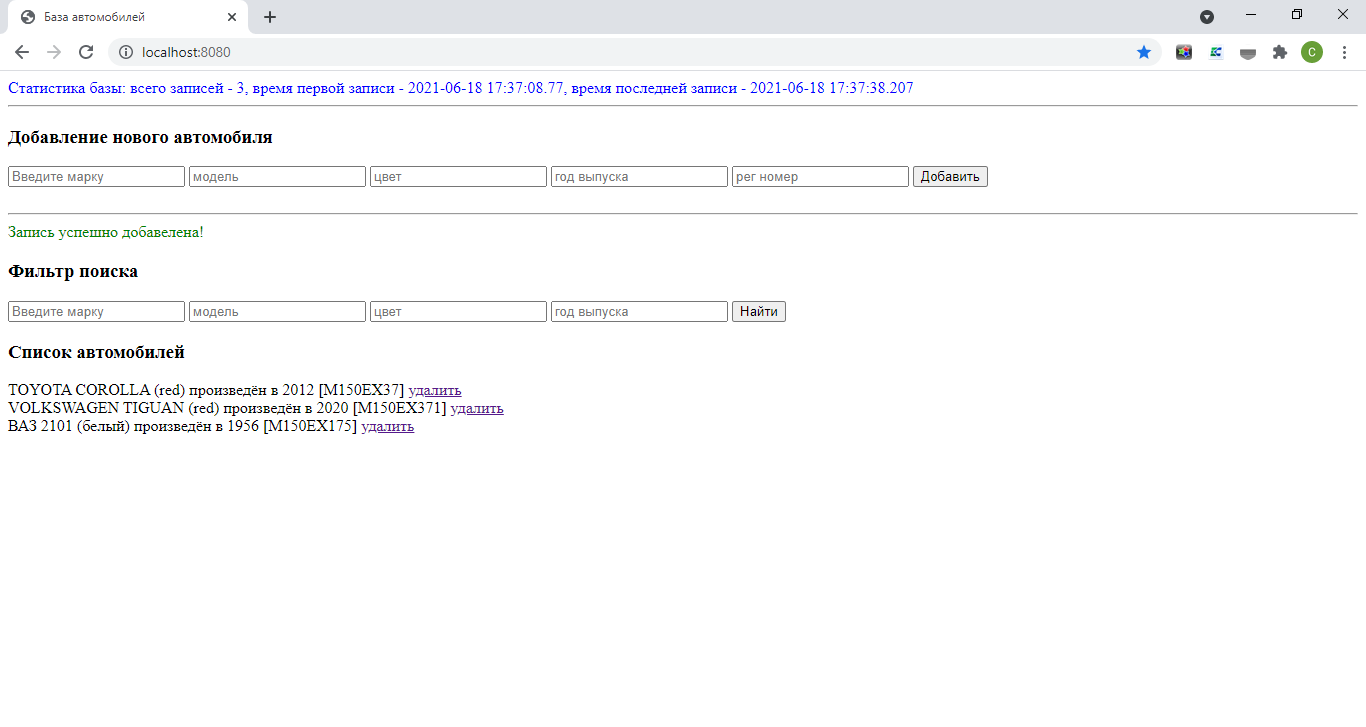 База автомобилей
localhost:8080
C
Статистика базы: всего записей - 3, время первой записи - 2021-06-18 17:37:08.77, время последней записи - 2021-06-18 17:37:38.207
Добавление нового автомобиля
Введите марку модель цвет год выпуска рег номер Добавить
Запись успешно добавелена!
Фильтр поиска
Введите марку модель цвет год выпуска Найти
Список автомобилей
TOYOTA COROLLA (red) произведён в 2012 [M150EX37] удалить
VOLKSWAGEN TIGUAN (red) произведён в 2020 [M150EX371] удалить
ВАЗ 2101 (белый) произведён в 1956 [M150EX175] удалить